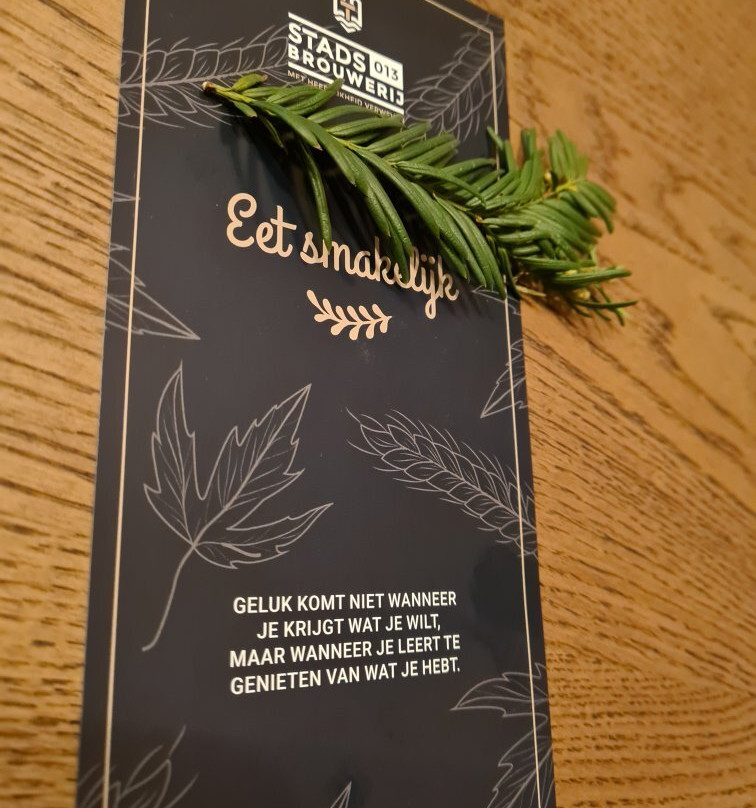 STADS
BROUWERIJ 013
Eet smakelijk
GELUK KOMT NIET WANNEER
JE KRIJGT WAT JE WILT,
MAAR WANNEER JE LEERT TE
GENIETEN VAN WAT JE HEBT.